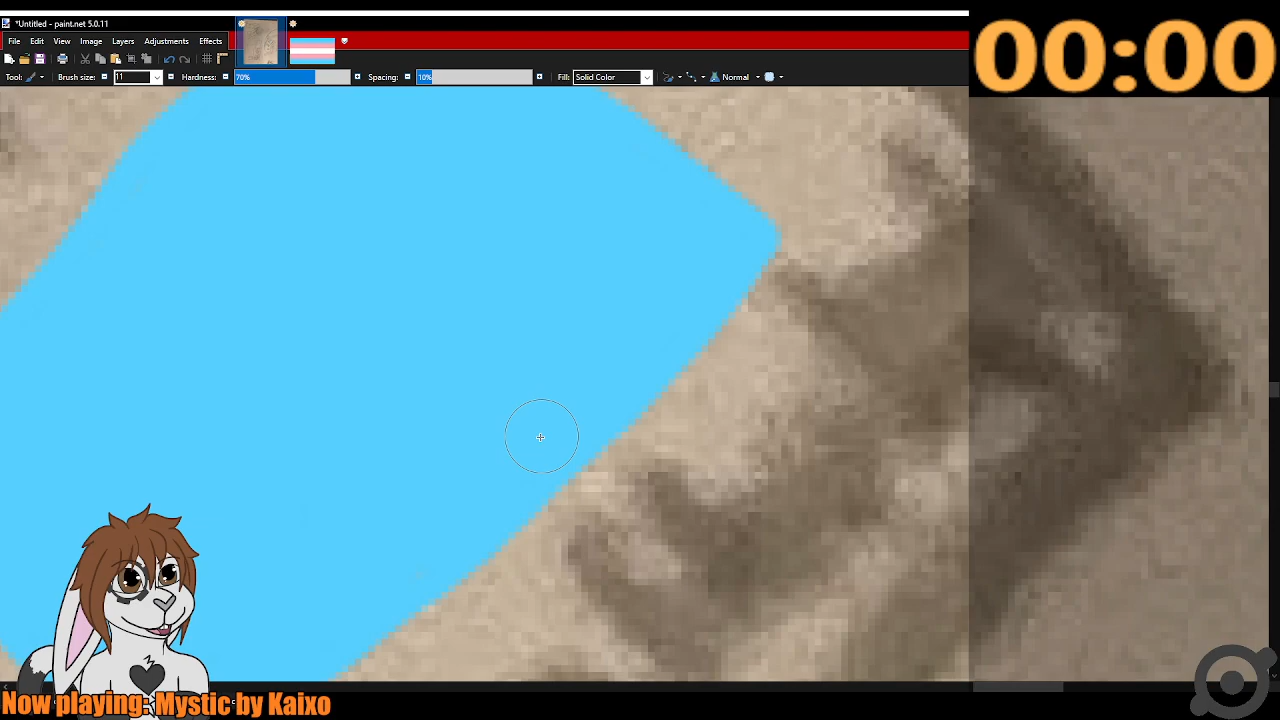 *Untitled - paint.net 5.0.11
File Edit View Image Layers Adjustments Effects
Tool: Brush size: 11 Hardness: 70% Spacing: 10% Fill: Solid Color Normal
00:00
Now playing: Mystic by Kaixo